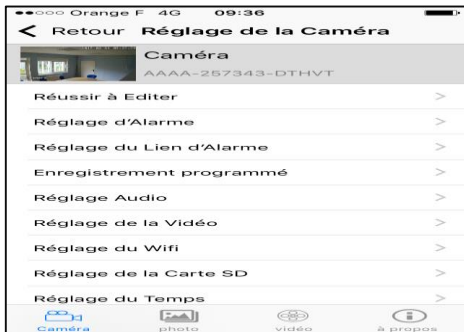 Orange F 4G 09:36
Retour Réglage de la Caméra
Caméra
AAAA-257343-DTHVT
Réussir à Editer
Réglage d'Alarme
Réglage du Lien d'Alarme
Enregistrement programmé
Réglage Audio
Réglage de la Vidéo
Réglage du Wifi
Réglage de la Carte SD
Réglage du Temps
Caméra photo vidéo à propos